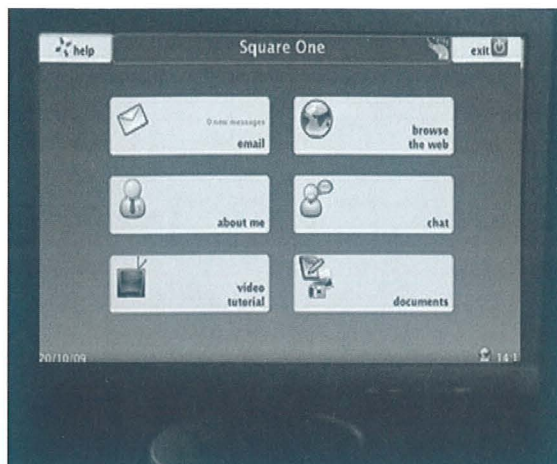 help
Square One
exit
0 new messages
email
browse
the web
about me
chat
video
tutorial
documents
20/10/09
14:1